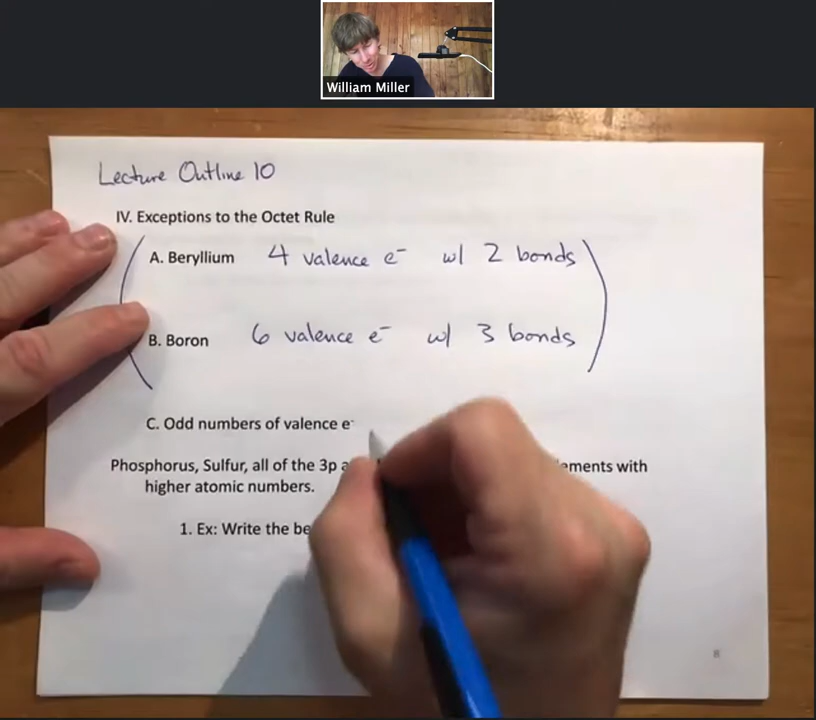 William Miller
Lecture Outline 10
IV. Exceptions to the Octet Rule
A. Beryllium 4 valence e⁻ w/ 2 bonds
B. Boron 6 valence e⁻ w/ 3 bonds
C. Odd numbers of valence e⁻
Phosphorus, Sulfur, all of the 3p with
higher atomic numbers.
1. Ex: Write the
8